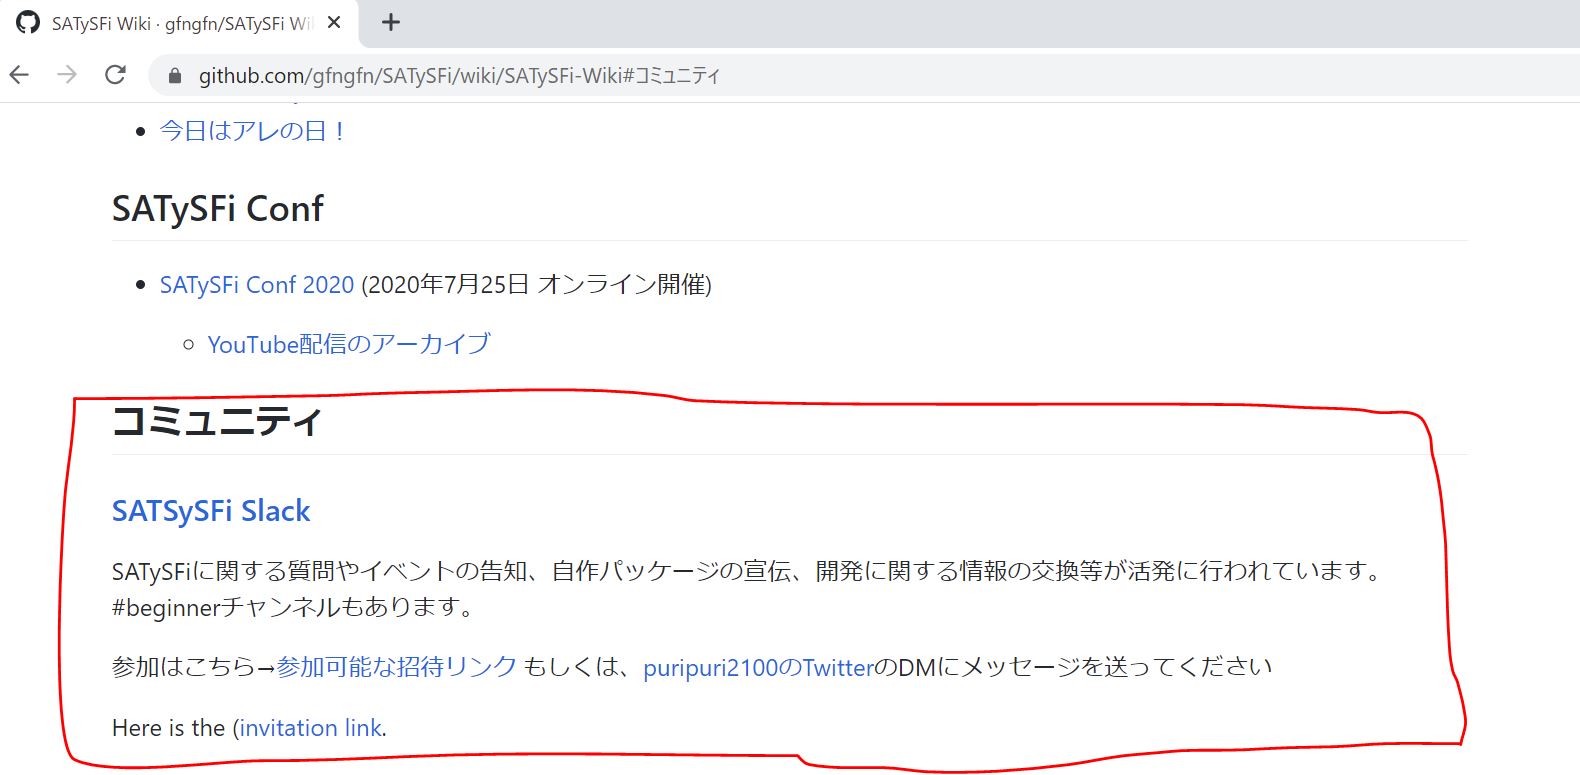 SATySFi Wiki · gfngfn/SATySFi Wi
github.com/gfngfn/SATySFi/wiki/SATySFi-Wiki#コミュニティ
今日はアレの日！
SATySFi Conf
SATySFi Conf 2020 (2020年7月25日 オンライン開催)
YouTube配信のアーカイブ
コミュニティ
SATSySFi Slack
SATySFiに関する質問やイベントの告知、自作パッケージの宣伝、開発に関する情報の交換等が活発に行われています。
#beginnerチャンネルもあります。
参加はこちら→参加可能な招待リンク もしくは、puripuri2100のTwitterのDMにメッセージを送ってください
Here is the (invitation link.